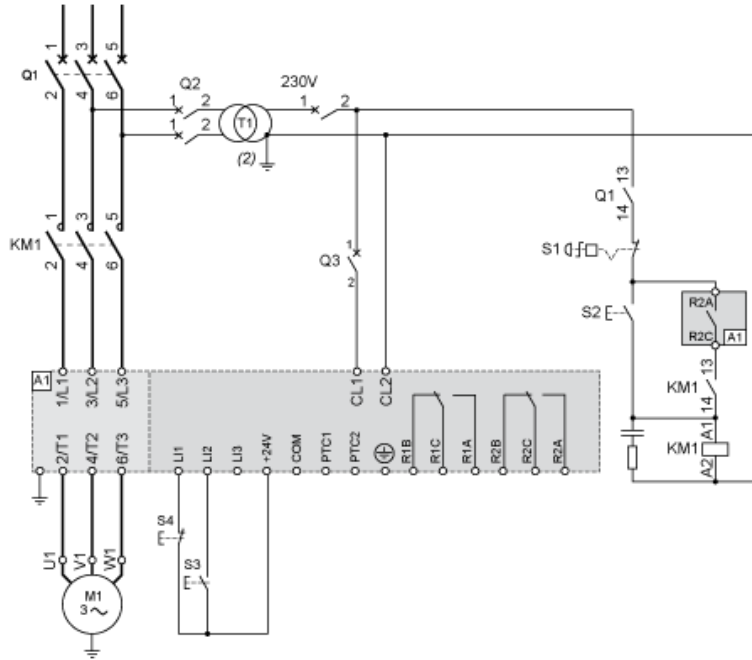 1 3 5
Q1
2 4 6
Q2
1 2
1 2
T1
(2)
230V
1 2
13
Q1
14
1 3 5
KM1
2 4 6
1
Q3
2
S1
S2
R2A
R2C
A1
13
KM1
14
A1
KM1
A2
A1
1/L1 3/L2 5/L3
CL1 CL2
2/T1 4/T2 6/T3
LI1 LI2 LI3 +24V COM PTC1 PTC2 R1B R1C R1A R2B R2C R2A
S4
S3
U1 V1 W1
M1
3